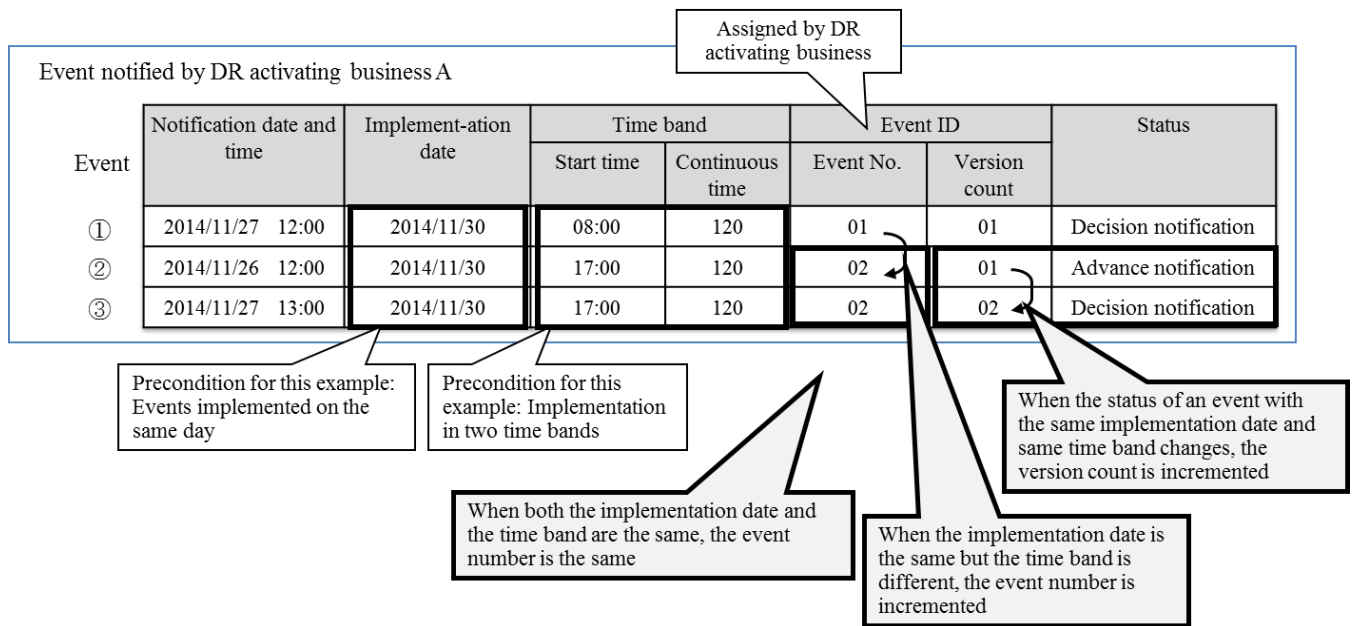 Assigned by DR
activating business
Event notified by DR activating business A
Event
Notification date and
time
Implement-ation
date
Time band
Event ID
Status
Start time
Continuous
time
Event No.
Version
count
① 2014/11/27 12:00 2014/11/30 08:00 120 01 01 Decision notification
② 2014/11/26 12:00 2014/11/30 17:00 120 02 01 Advance notification
③ 2014/11/27 13:00 2014/11/30 17:00 120 02 02 Decision notification
Precondition for this example:
Events implemented on the
same day
Precondition for this
example: Implementation
in two time bands
When the status of an event with
the same implementation date and
same time band changes, the
version count is incremented
When both the implementation date and
the time band are the same, the event
number is the same
When the implementation date is
the same but the time band is
different, the event number is
incremented